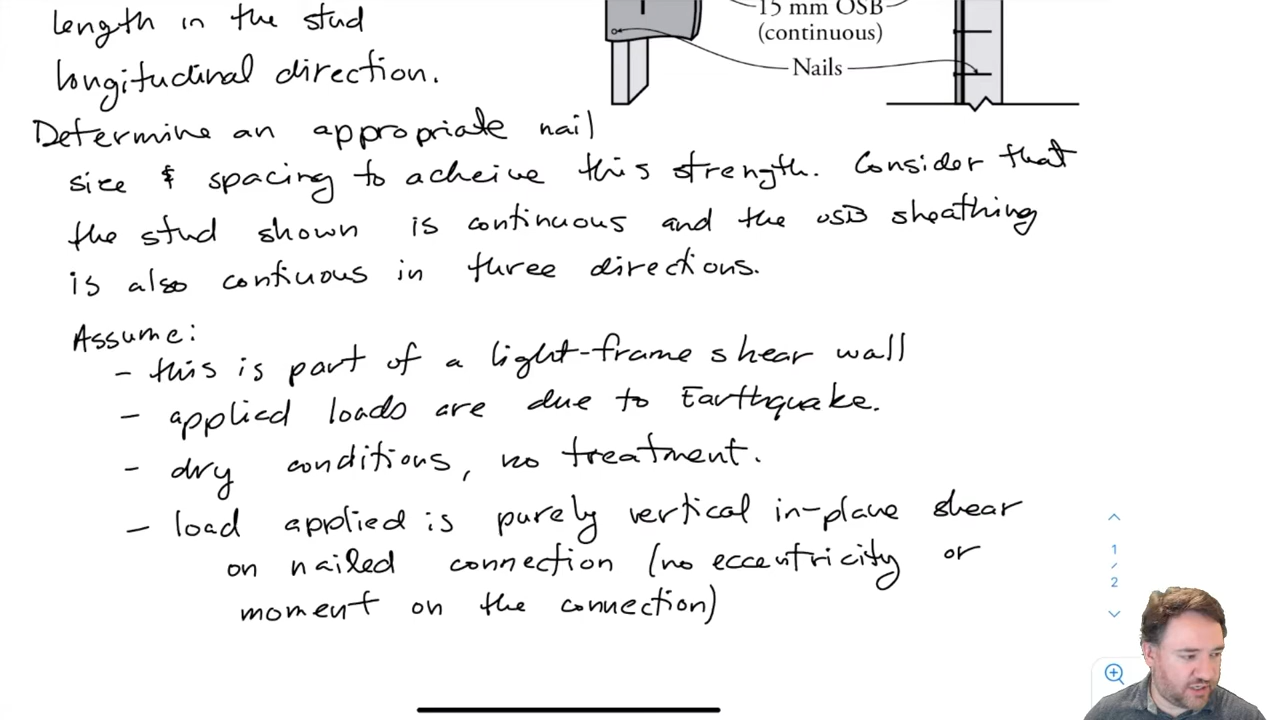 length in the stud
longitudinal direction.
15 mm OSB
(continuous)
Nails
Determine an appropriate nail
size & spacing to acheive this strength. Consider that
the stud shown is continuous and the OSB sheathing
is also contiuous in three directions.
Assume:
- this is part of a light-frame shear wall
- applied loads are due to Earthquake.
- dry conditions, no treatment.
- load applied is purely vertical in-plane shear
on nailed connection (no eccentricity or
moment on the connection)
1
/
2